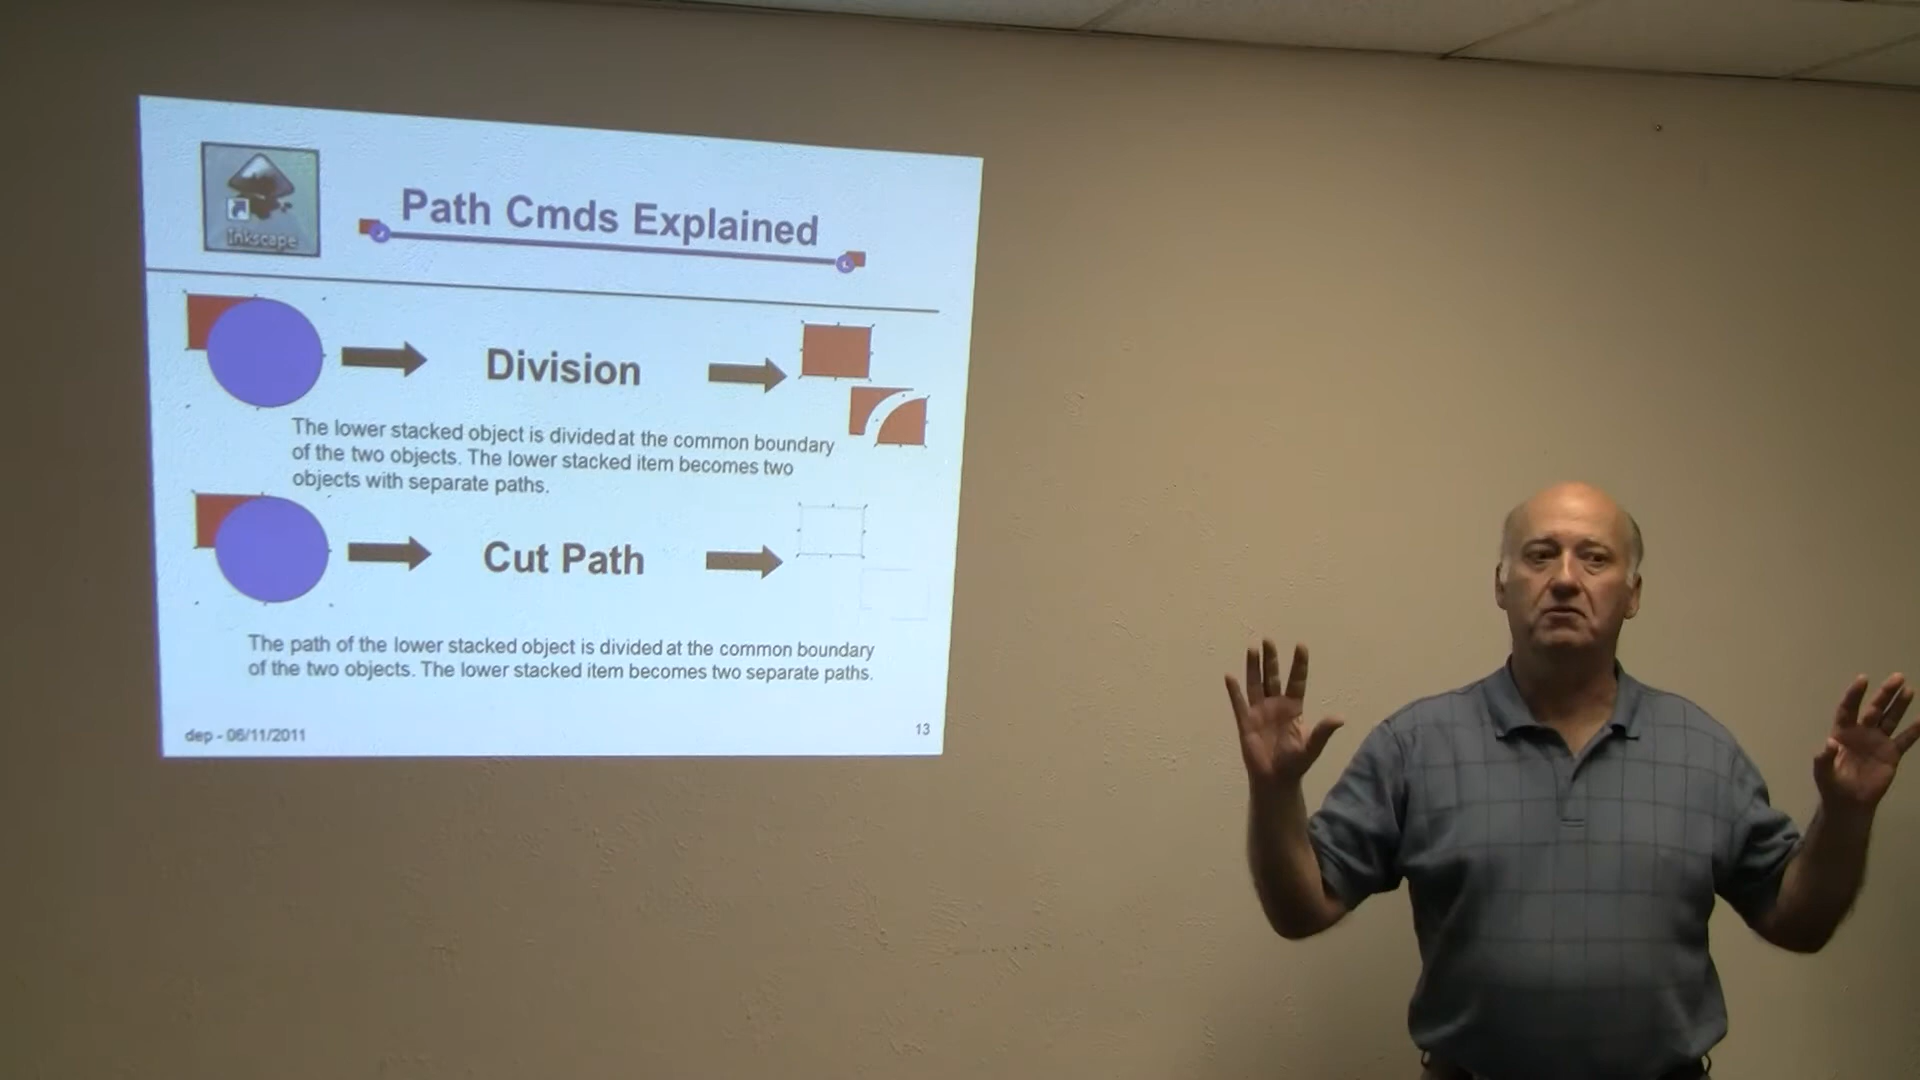 Inkscape
Path Cmds Explained
Division
The lower stacked object is divided at the common boundary
of the two objects. The lower stacked item becomes two
objects with separate paths.
Cut Path
The path of the lower stacked object is divided at the common boundary
of the two objects. The lower stacked item becomes two separate paths.
dep - 06/11/2011
13